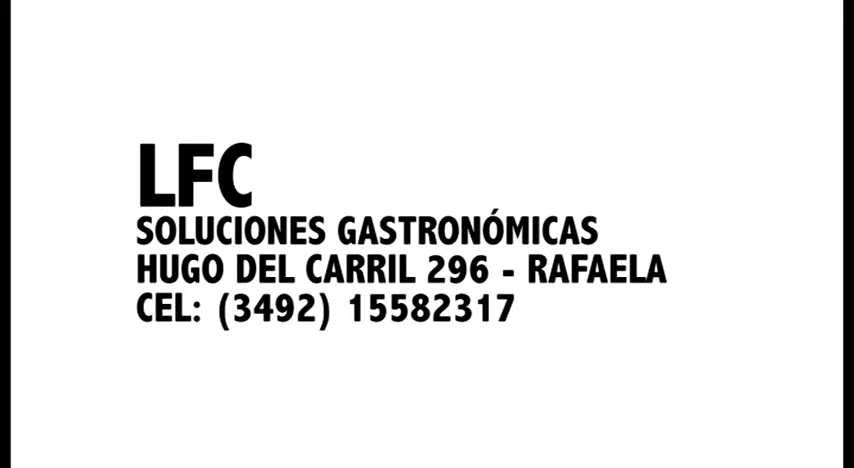 LFC
SOLUCIONES GASTRONÓMICAS
HUGO DEL CARRIL 296 - RAFAELA
CEL: (3492) 15582317